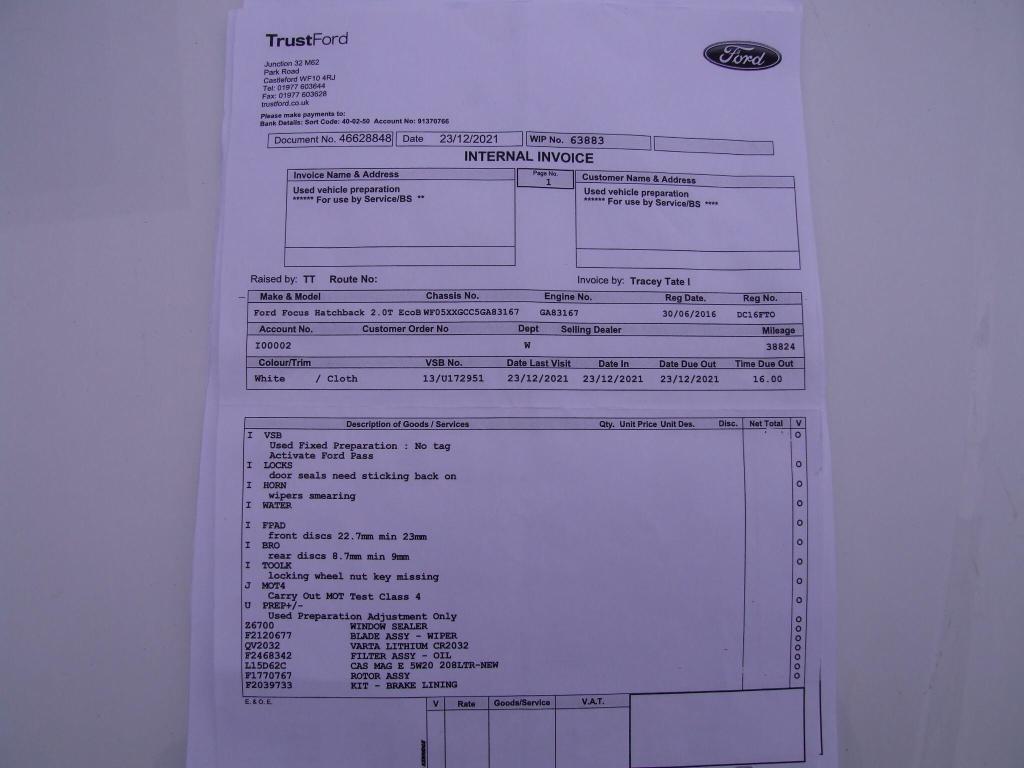 TrustFord
Ford
Junction 32 M62
Park Road
Castleford WF10 4RJ
Tel: 01977 603644
Fax: 01977 603628
trustford.co.uk
Please make payments to:
Bank Details: Sort Code: 40-02-50 Account No: 91370766
Document No. 46628848 Date 23/12/2021 WIP No. 63883
INTERNAL INVOICE
Invoice Name & Address Page No. Customer Name & Address
1
Used vehicle preparation Used vehicle preparation
****** For use by Service/BS ** ****** For use by Service/BS ****
Raised by: TT Route No: Invoice by: Tracey Tate I
Make & Model Chassis No. Engine No. Reg Date. Reg No.
Ford Focus Hatchback 2.0T EcoB WF05XXGCC5GA83167 GA83167 30/06/2016 DC16FTO
Account No. Customer Order No Dept Selling Dealer Mileage
I00002 W 38824
Colour/Trim VSB No. Date Last Visit Date In Date Due Out Time Due Out
White / Cloth 13/U172951 23/12/2021 23/12/2021 23/12/2021 16.00
Description of Goods / Services Qty. Unit Price Unit Des. Disc. Net Total V
I VSB O
Used Fixed Preparation : No tag
Activate Ford Pass
I LOCKS O
door seals need sticking back on
I HORN O
wipers smearing
I WATER O
I FPAD O
front discs 22.7mm min 23mm
I BRO O
rear discs 8.7mm min 9mm
I TOOLK O
locking wheel nut key missing
J MOT4 O
Carry Out MOT Test Class 4
U PREP+/- O
Used Preparation Adjustment Only
Z6700 WINDOW SEALER O
F2120677 BLADE ASSY - WIPER O
QV2032 VARTA LITHIUM CR2032 O
F2468342 FILTER ASSY - OIL O
L15D62C CAS MAG E 5W20 208LTR-NEW O
F1770767 ROTOR ASSY O
F2039733 KIT - BRAKE LINING O
E. & O.E.
V Rate Goods/Service V.A.T.